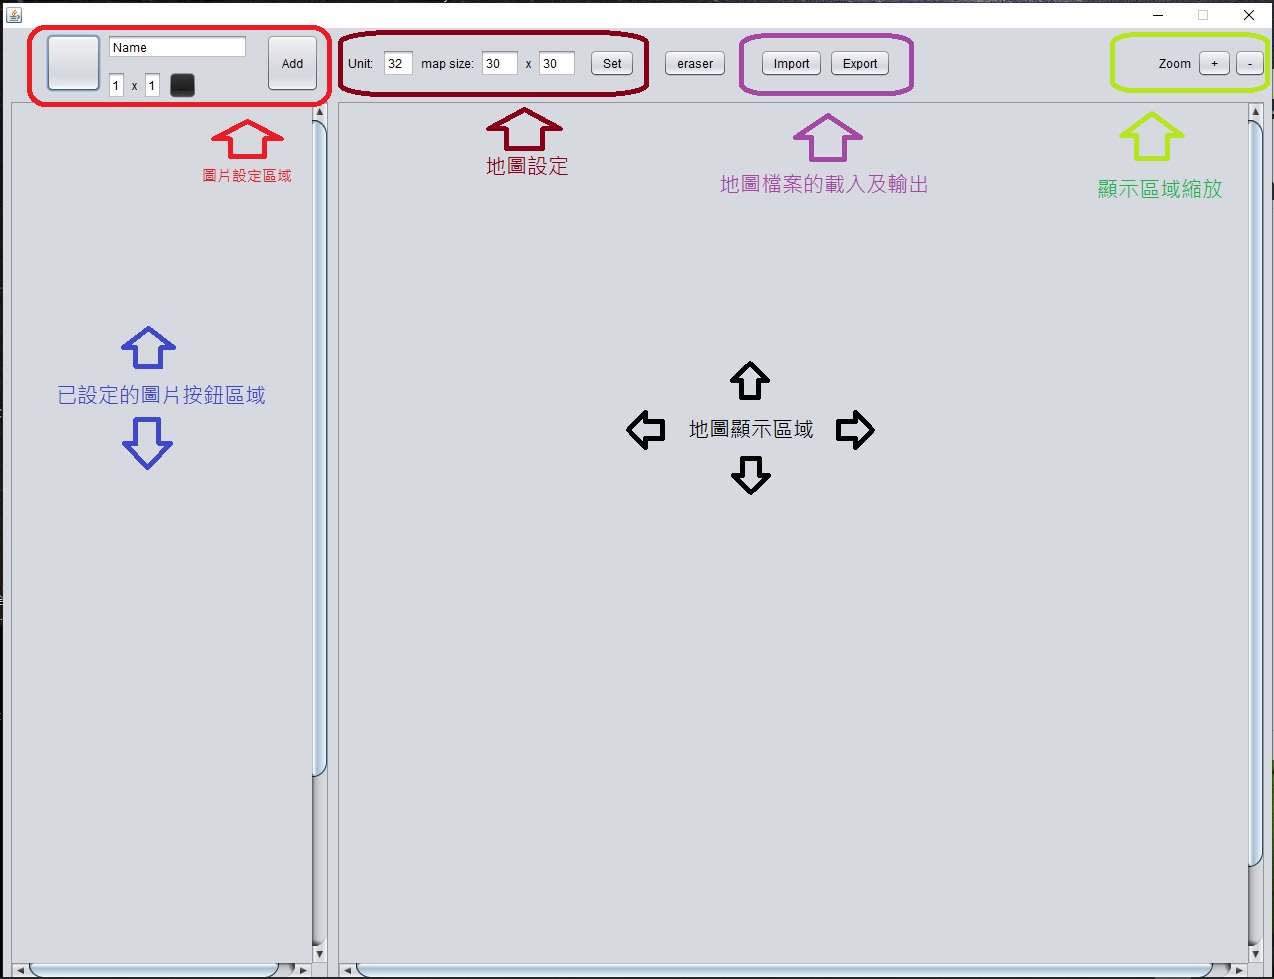 Name
1 x 1
Add
Unit: 32 map size: 30 x 30 Set
eraser
Import Export
Zoom + -
圖片設定區域
地圖設定
地圖檔案的載入及輸出
顯示區域縮放
已設定的圖片按鈕區域
地圖顯示區域